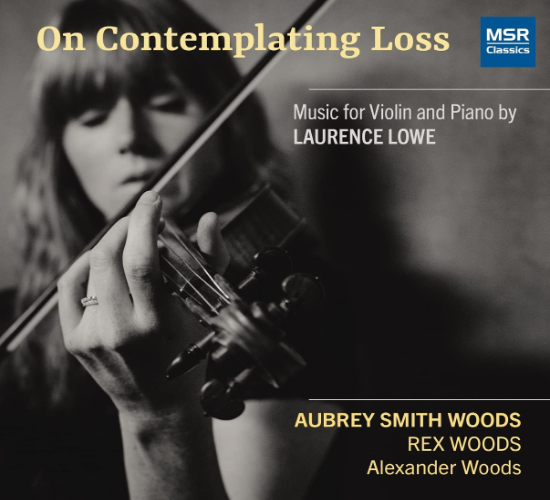 On Contemplating Loss
MSR
Classics
Music for Violin and Piano by
LAURENCE LOWE
AUBREY SMITH WOODS
REX WOODS
Alexander Woods